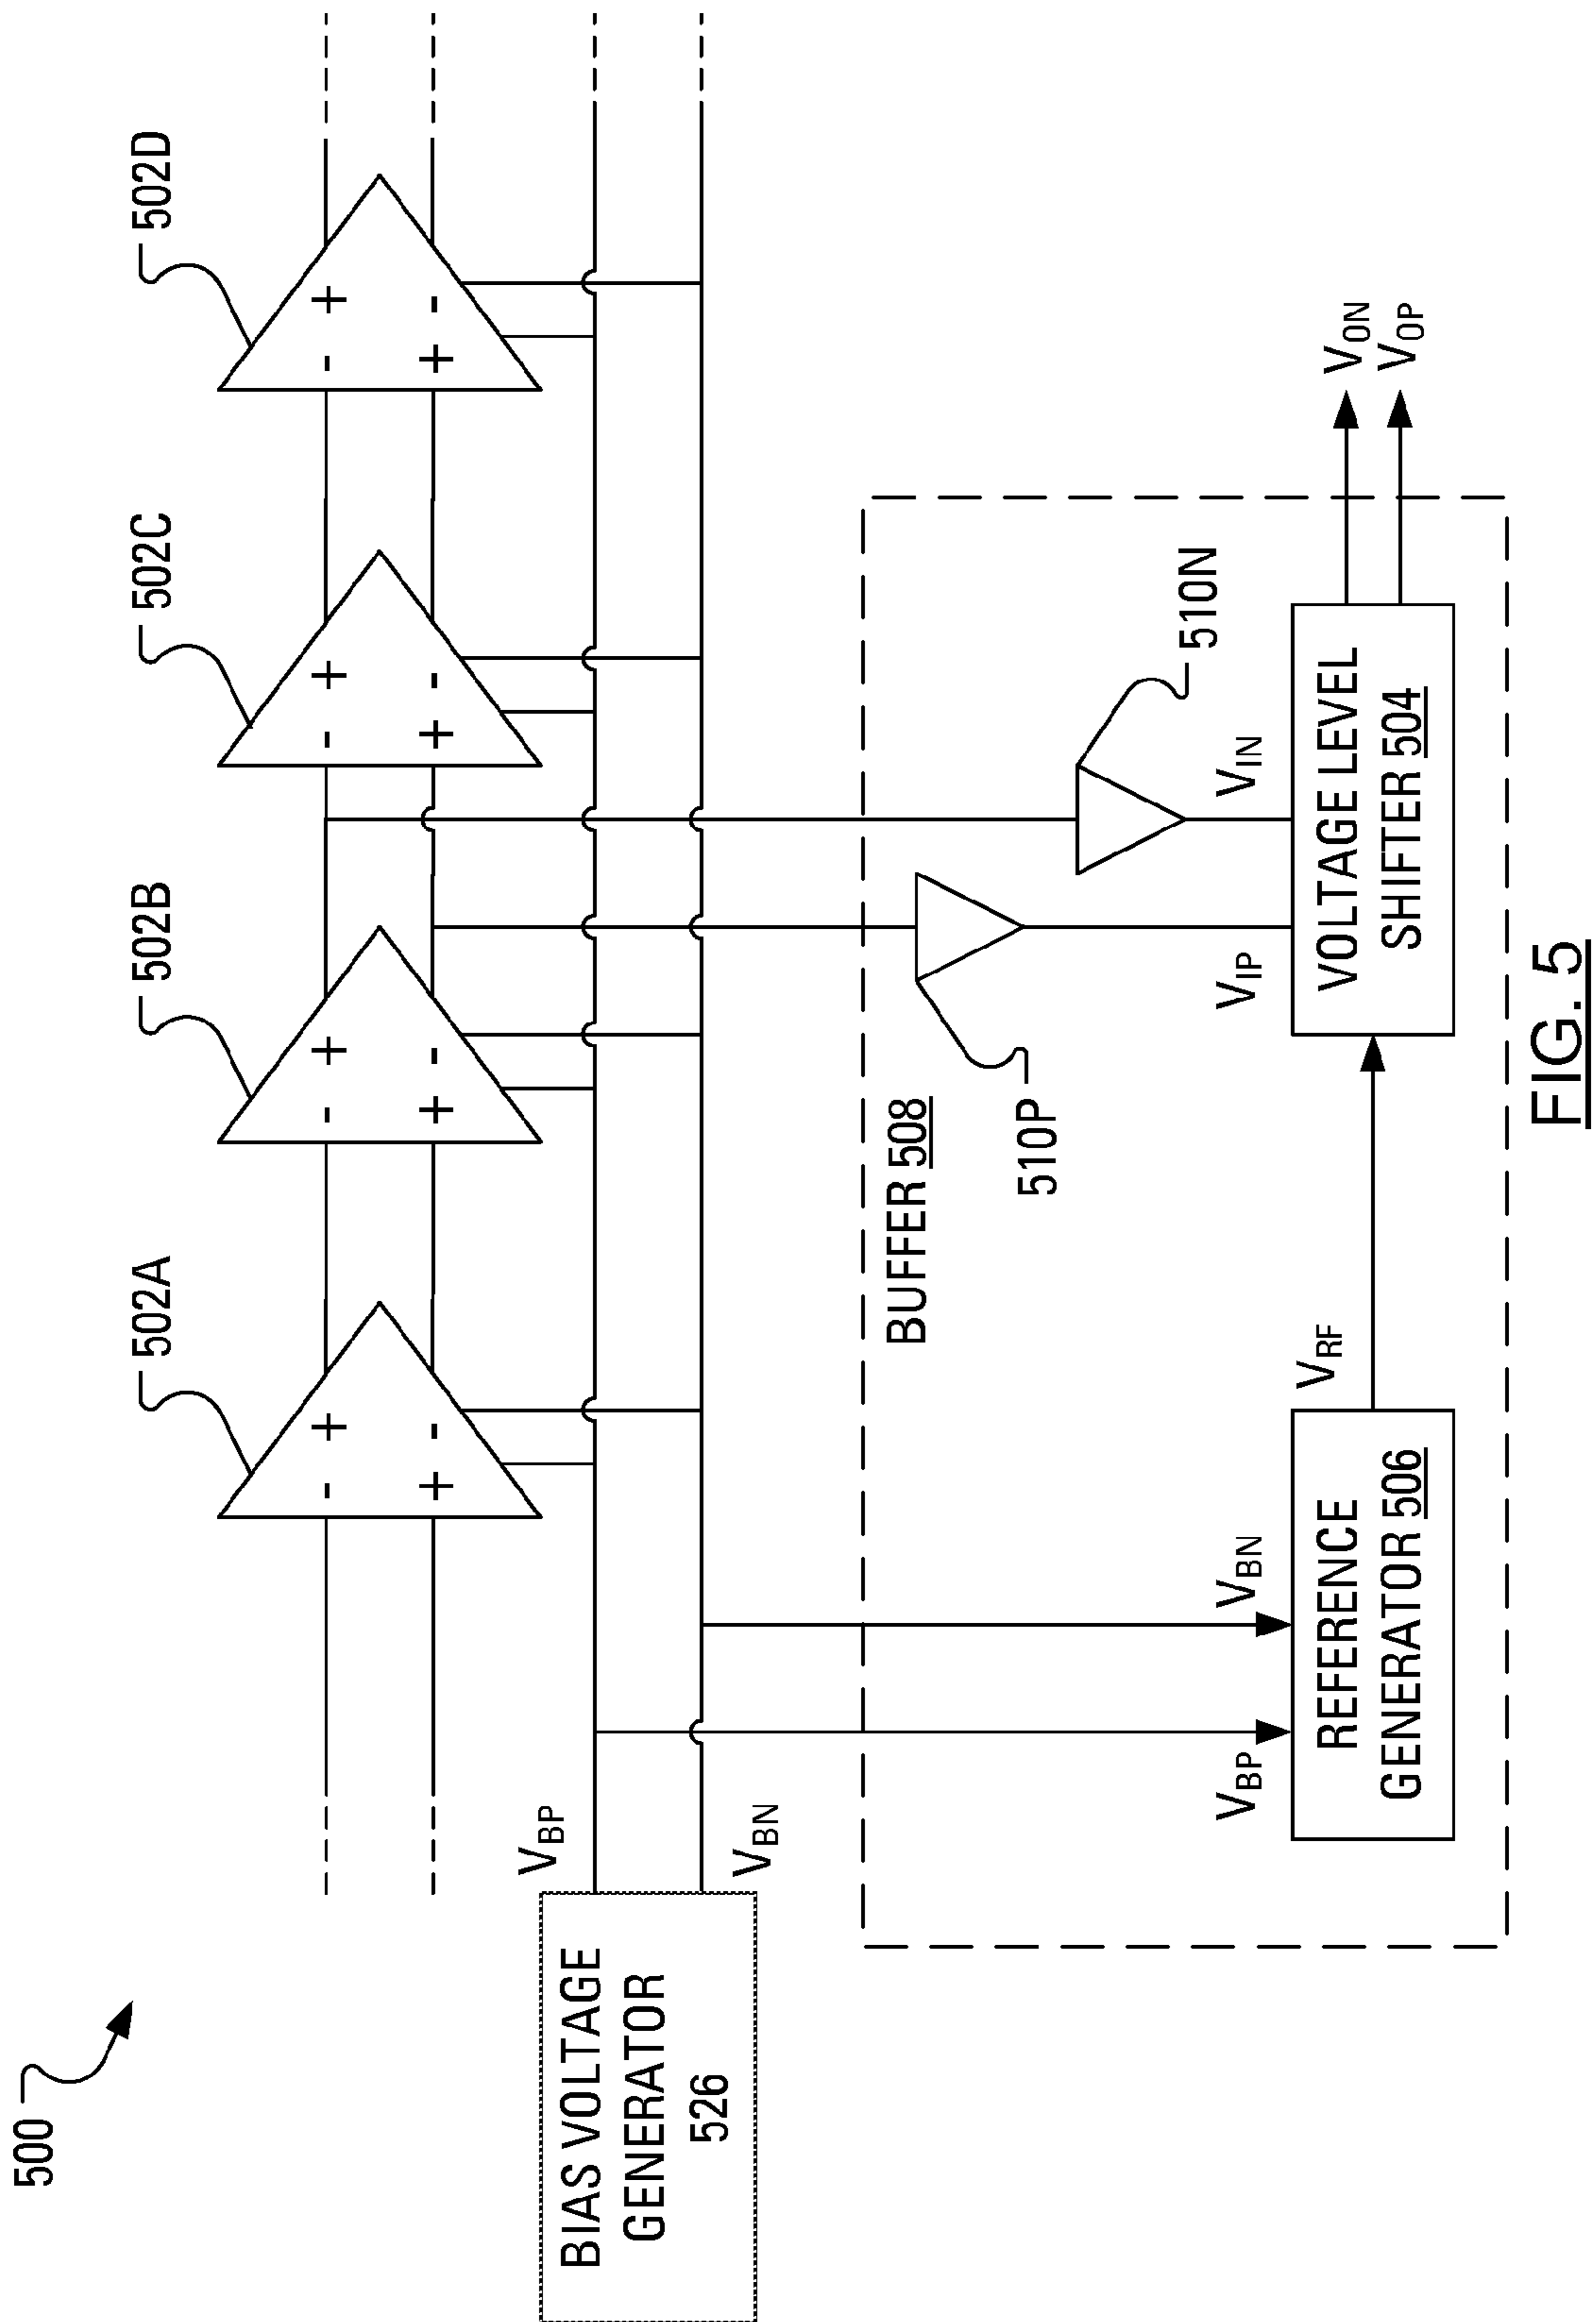 500
502A
502B
502C
502D
- +
+ -
- +
+ -
- +
+ -
- +
+ -
BIAS VOLTAGE
GENERATOR
526
V_BP
V_BN
BUFFER 508
510P
510N
V_BP
V_BN
V_RF
V_IP
V_IN
REFERENCE
GENERATOR 506
VOLTAGE LEVEL
SHIFTER 504
V_ON
V_OP
FIG. 5